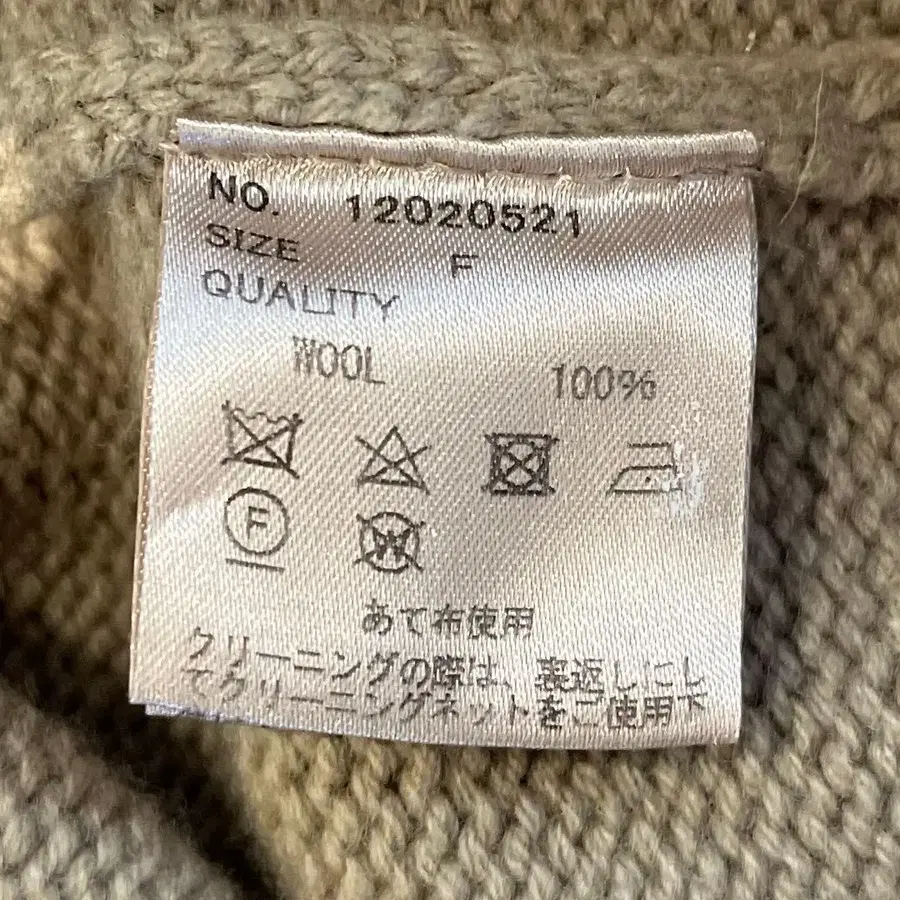 NO. 12020521
SIZE F
QUALITY
WOOL 100%
F
W
あて布使用
クリーニングの際は、裏返しにし
てクリーニングネットをご使用下